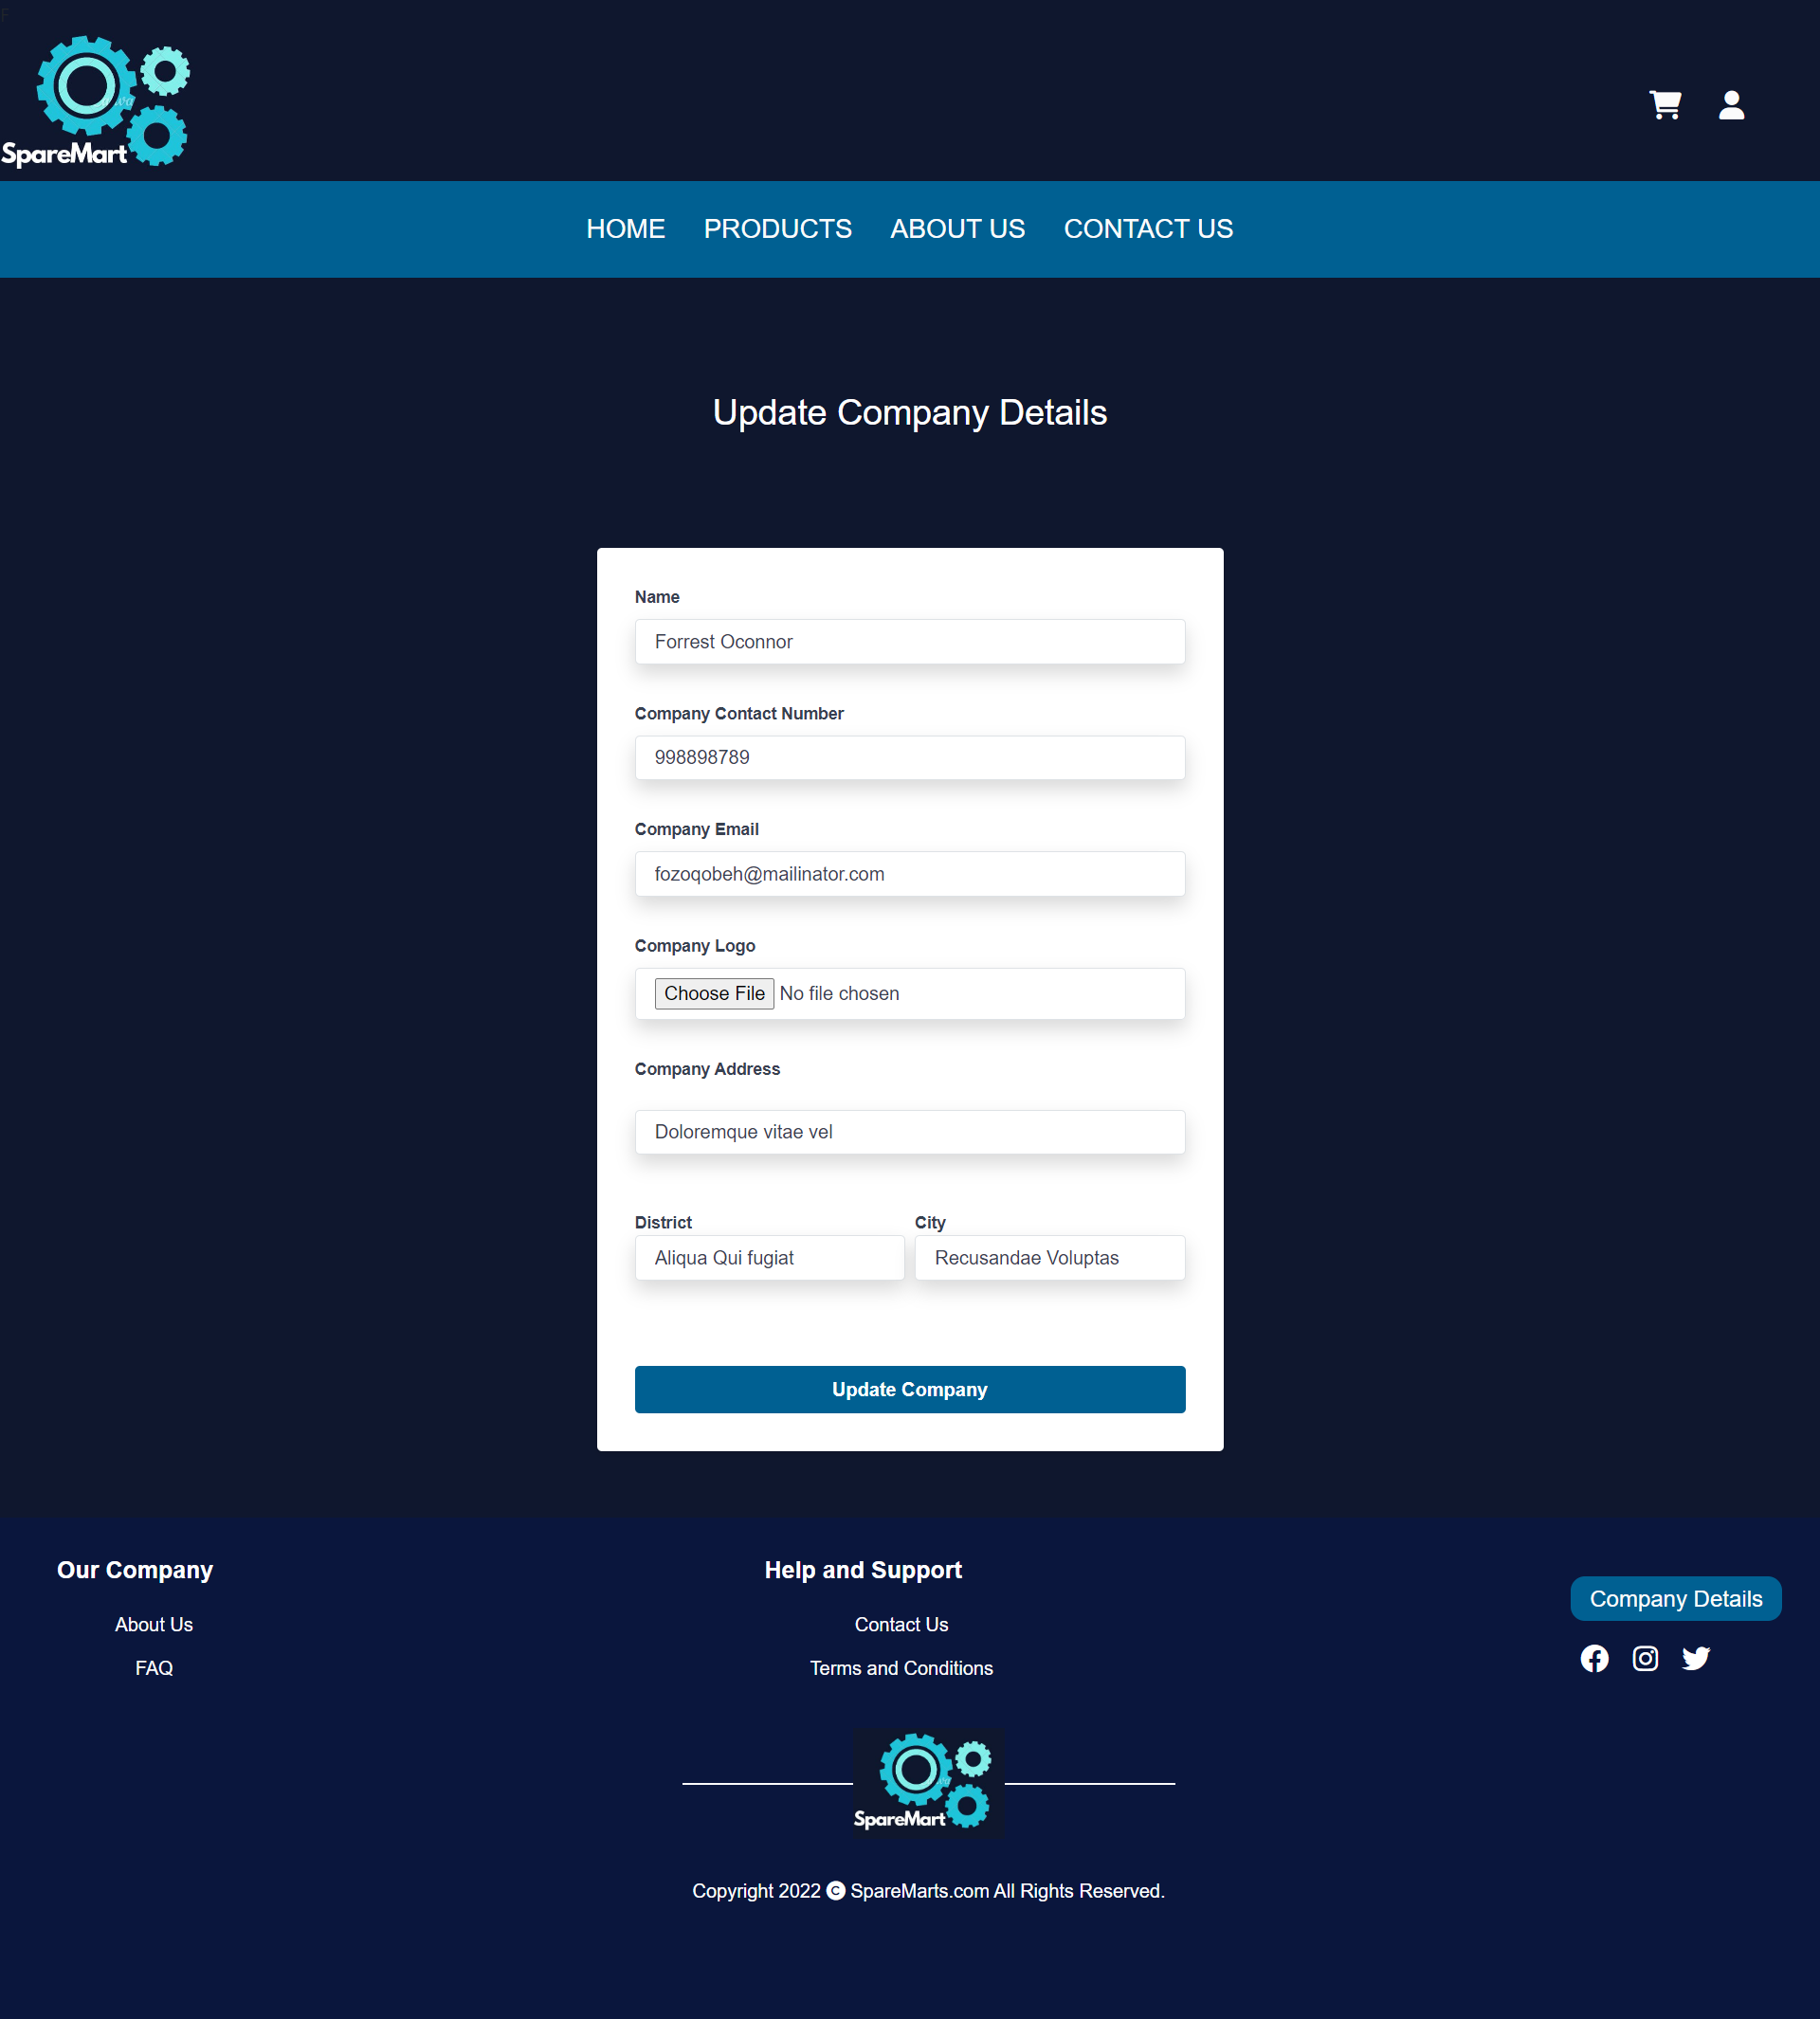 F
SpareMart
HOME PRODUCTS ABOUT US CONTACT US
Update Company Details
Name
Forrest Oconnor
Company Contact Number
998898789
Company Email
fozoqobeh@mailinator.com
Company Logo
Choose File No file chosen
Company Address
Doloremque vitae vel
District City
Aliqua Qui fugiat Recusandae Voluptas
Update Company
Our Company Help and Support
Company Details
About Us Contact Us
FAQ Terms and Conditions
SpareMart
Copyright 2022 © SpareMarts.com All Rights Reserved.